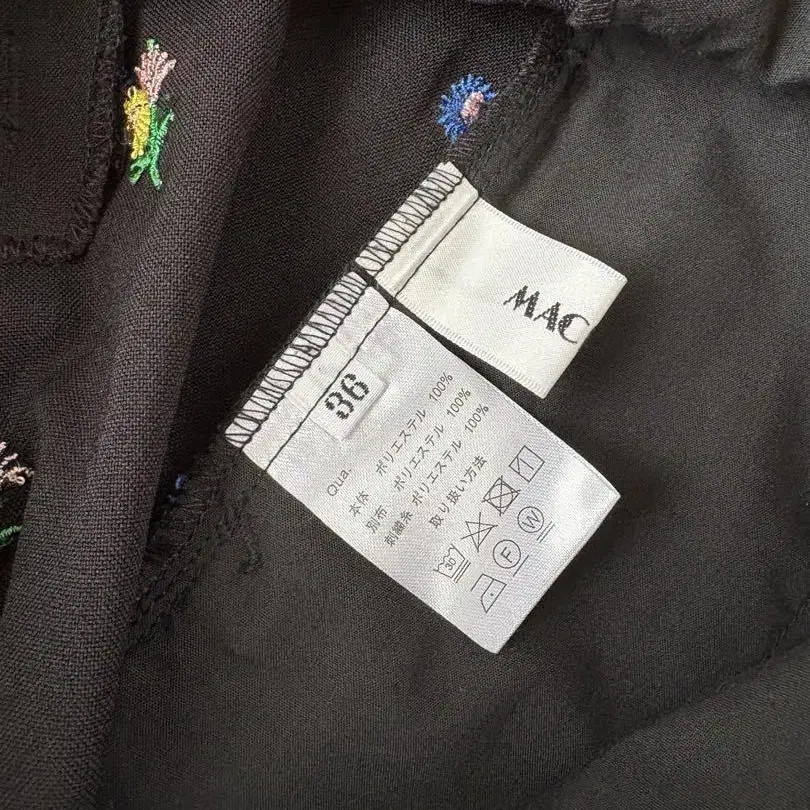 MAC
36
Qua.
本体 ポリエステル 100%
別布 ポリエステル 100%
刺繍糸 ポリエステル 100%
取り扱い方法
30
F
W